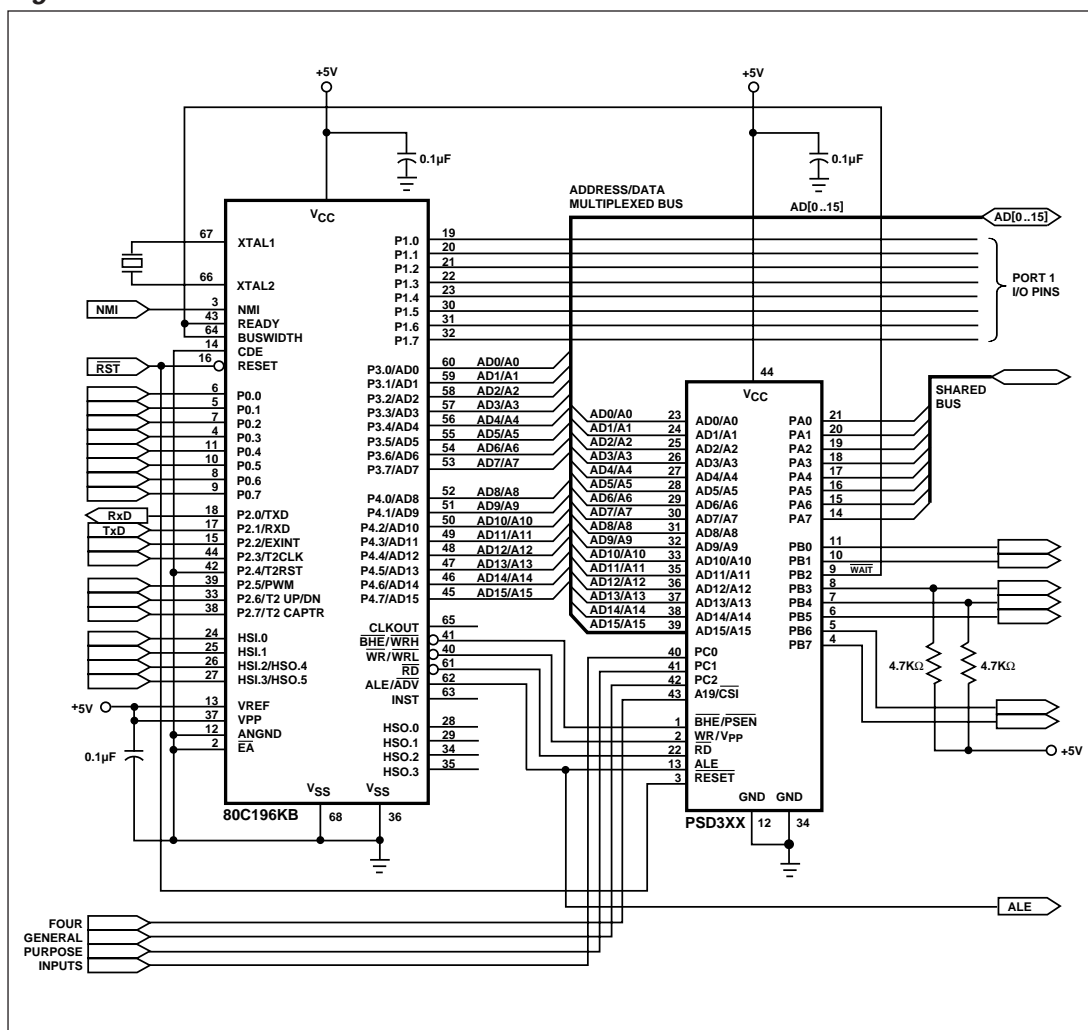 +5V
+5V
0.1µF
0.1µF
ADDRESS/DATA
MULTIPLEXED BUS
AD[0..15]
AD[0..15]
VCC
67 XTAL1
66 XTAL2
NMI 3 NMI
43 READY
64 BUSWIDTH
14 CDE
RST 16 RESET
6 P0.0
5 P0.1
7 P0.2
4 P0.3
11 P0.4
10 P0.5
8 P0.6
9 P0.7
RxD 18 P2.0/TXD
TxD 17 P2.1/RXD
15 P2.2/EXINT
44 P2.3/T2CLK
42 P2.4/T2RST
39 P2.5/PWM
33 P2.6/T2 UP/DN
38 P2.7/T2 CAPTR
24 HSI.0
25 HSI.1
26 HSI.2/HSO.4
27 HSI.3/HSO.5
+5V 13 VREF
37 VPP
12 ANGND
2 EA
0.1µF
P1.0 19
P1.1 20
P1.2 21
P1.3 22
P1.4 23
P1.5 30
P1.6 31
P1.7 32
PORT 1
I/O PINS
P3.0/AD0 60 AD0/A0
P3.1/AD1 59 AD1/A1
P3.2/AD2 58 AD2/A2
P3.3/AD3 57 AD3/A3
P3.4/AD4 56 AD4/A4
P3.5/AD5 55 AD5/A5
P3.6/AD6 54 AD6/A6
P3.7/AD7 53 AD7/A7
P4.0/AD8 52 AD8/A8
P4.1/AD9 51 AD9/A9
P4.2/AD10 50 AD10/A10
P4.3/AD11 49 AD11/A11
P4.4/AD12 48 AD12/A12
P4.5/AD13 47 AD13/A13
P4.6/AD14 46 AD14/A14
P4.7/AD15 45 AD15/A15
CLKOUT 65
BHE/WRH 41
WR/WRL 40
RD 61
ALE/ADV 62
INST 63
HSO.0 28
HSO.1 29
HSO.2 34
HSO.3 35
VSS VSS
80C196KB 68 36
44
VCC
AD0/A0 23 AD0/A0
AD1/A1 24 AD1/A1
AD2/A2 25 AD2/A2
AD3/A3 26 AD3/A3
AD4/A4 27 AD4/A4
AD5/A5 28 AD5/A5
AD6/A6 29 AD6/A6
AD7/A7 30 AD7/A7
AD8/A8 31 AD8/A8
AD9/A9 32 AD9/A9
AD10/A10 33 AD10/A10
AD11/A11 35 AD11/A11
AD12/A12 36 AD12/A12
AD13/A13 37 AD13/A13
AD14/A14 38 AD14/A14
AD15/A15 39 AD15/A15
40 PC0
41 PC1
42 PC2
43 A19/CSI
1 BHE/PSEN
2 WR/VPP
22 RD
13 ALE
3 RESET
PA0 21
PA1 20
PA2 19
PA3 18
PA4 17
PA5 16
PA6 15
PA7 14
SHARED
BUS
PB0 11
PB1 10
PB2 9 WAIT
PB3 8
PB4 7
PB5 6
PB6 5
PB7 4
4.7KΩ
4.7KΩ
+5V
GND GND
PSD3XX 12 34
ALE
FOUR
GENERAL
PURPOSE
INPUTS